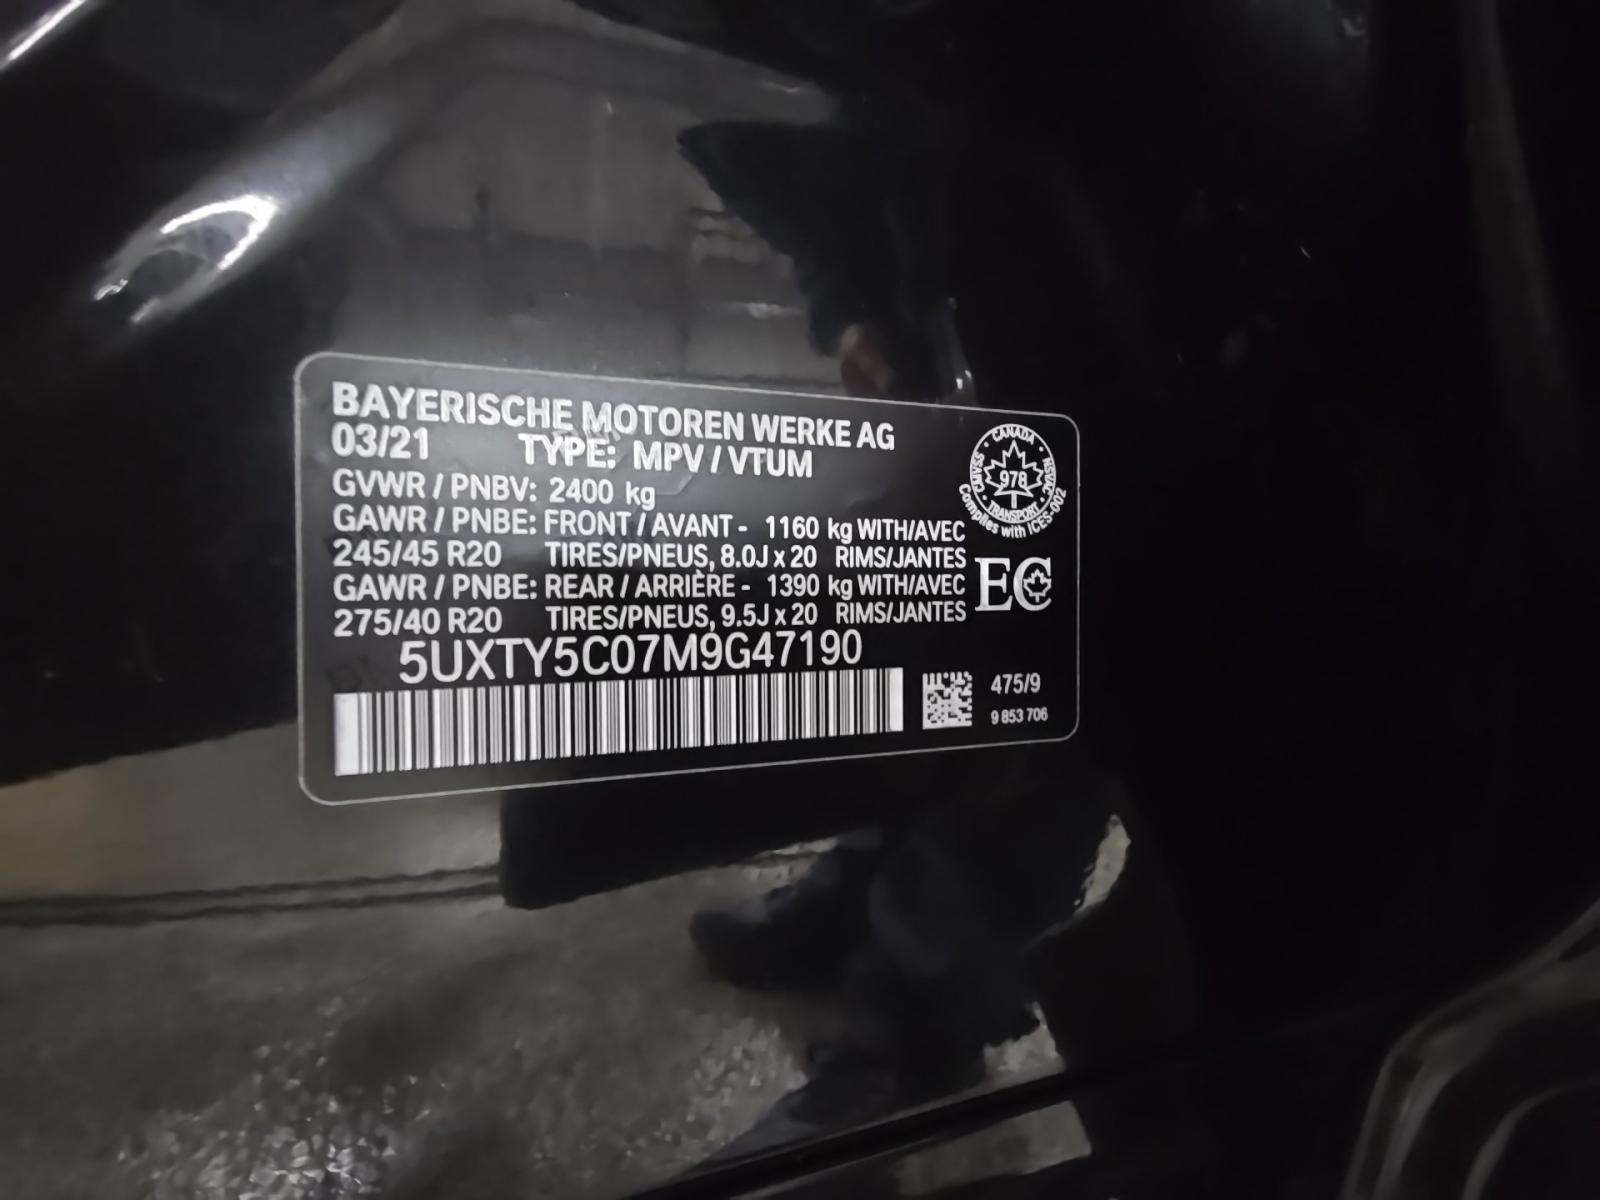 BAYERISCHE MOTOREN WERKE AG
03/21 TYPE: MPV / VTUM
GVWR / PNBV: 2400 kg
GAWR / PNBE: FRONT / AVANT - 1160 kg WITH/AVEC
245/45 R20 TIRES/PNEUS, 8.0J x 20 RIMS/JANTES
GAWR / PNBE: REAR / ARRIÈRE - 1390 kg WITH/AVEC
275/40 R20 TIRES/PNEUS, 9.5J x 20 RIMS/JANTES
5UXTY5C07M9G47190
CANADA
978
TRANSPORT
CMVSS
NSVAC
Complies with ICES-002
EC
475/9
9 853 706